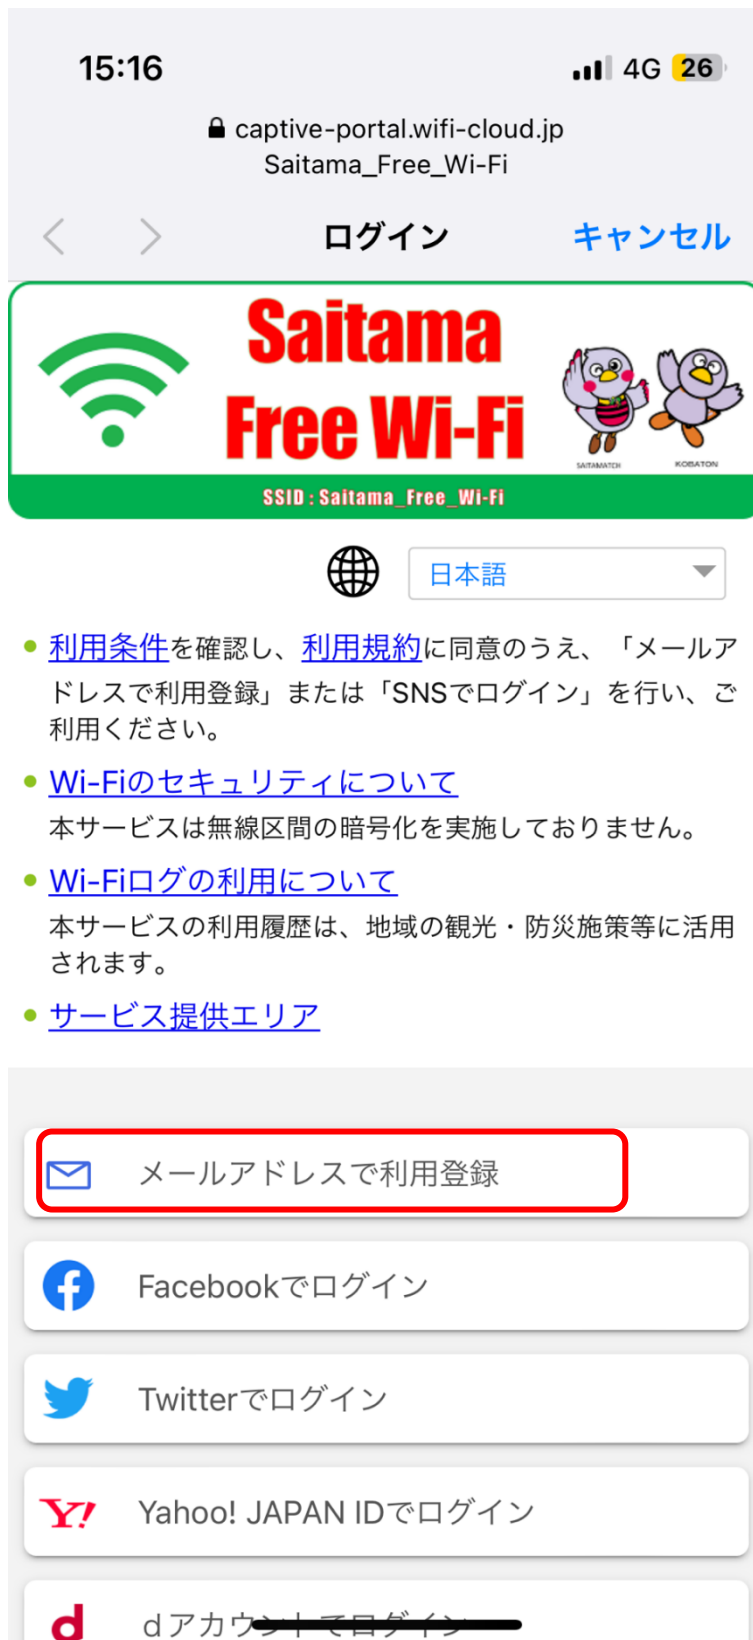 15:16
4G 26
captive-portal.wifi-cloud.jp
Saitama_Free_Wi-Fi
ログイン
キャンセル
Saitama
Free Wi-Fi
SAITAMATCH
KOBATON
SSID : Saitama_Free_Wi-Fi
日本語
利用条件を確認し、利用規約に同意のうえ、「メールア
ドレスで利用登録」または「SNSでログイン」を行い、ご
利用ください。
Wi-Fiのセキュリティについて
本サービスは無線区間の暗号化を実施しておりません。
Wi-Fiログの利用について
本サービスの利用履歴は、地域の観光・防災施策等に活用
されます。
サービス提供エリア
メールアドレスで利用登録
Facebookでログイン
Twitterでログイン
Y!
Yahoo! JAPAN IDでログイン
d
dアカウントでログイン